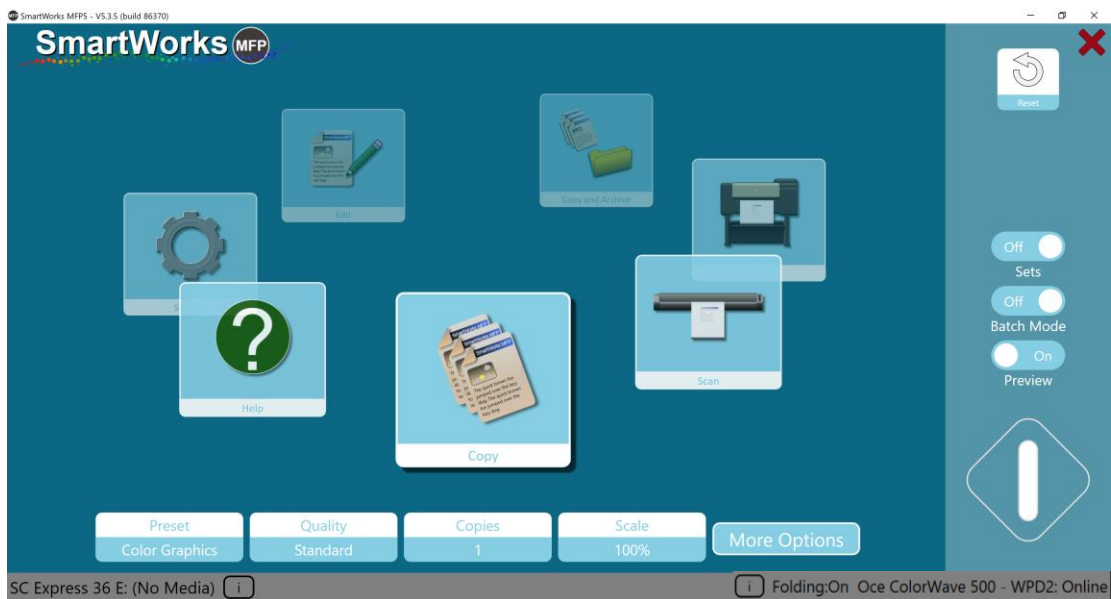 SmartWorks MFP5 - V5.3.5 (build 86370)
SmartWorks MFP
Reset
Edit
Copy and Archive
Off
Sets
Off
Batch Mode
On
Preview
Help
Copy
Scan
Preset
Color Graphics
Quality
Standard
Copies
1
Scale
100%
More Options
SC Express 36 E: (No Media) i
i Folding:On Oce ColorWave 500 - WPD2: Online